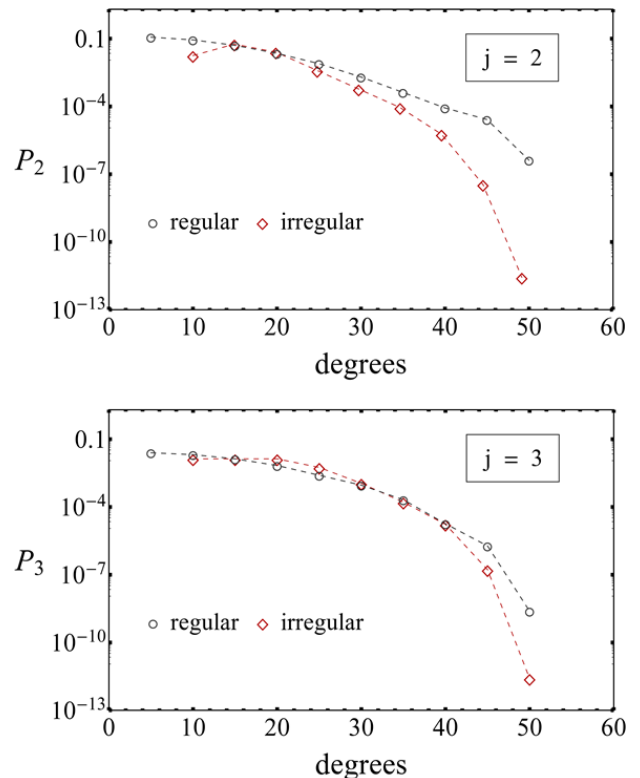 0.1
j = 2
10⁻⁴
P₂
10⁻⁷
regular irregular
10⁻¹⁰
10⁻¹³
0 10 20 30 40 50 60
degrees
0.1
j = 3
10⁻⁴
P₃
10⁻⁷
regular irregular
10⁻¹⁰
10⁻¹³
0 10 20 30 40 50 60
degrees